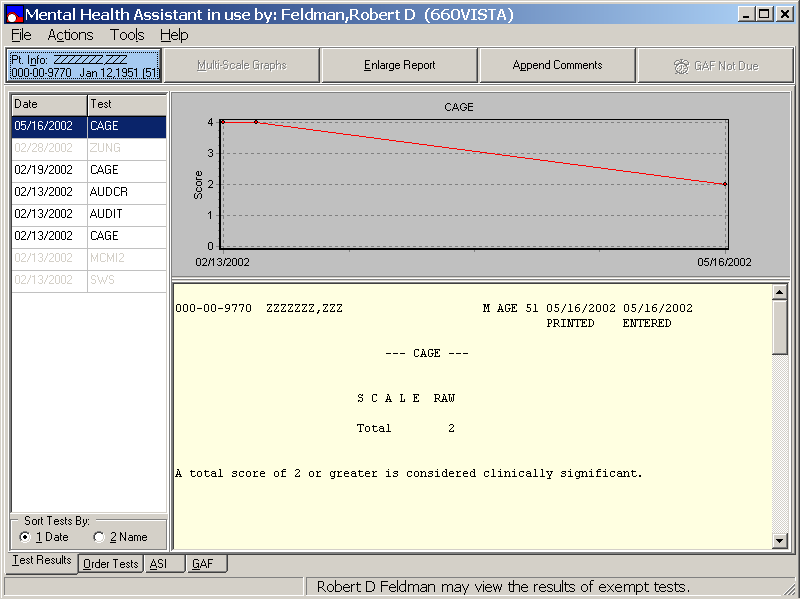 Mental Health Assistant in use by: Feldman,Robert D (660VISTA)
File Actions Tools Help
Pt. Info: ZZZZZZZ,ZZZ
000-00-9770 Jan 12,1951 (51)
Multi-Scale Graphs
Enlarge Report
Append Comments
GAF Not Due
Date Test
05/16/2002 CAGE
02/28/2002 ZUNG
02/19/2002 CAGE
02/13/2002 AUDCR
02/13/2002 AUDIT
02/13/2002 CAGE
02/13/2002 MCMI2
02/13/2002 SWS
CAGE
Score
4
3
2
1
0
02/13/2002 05/16/2002
000-00-9770 ZZZZZZZ,ZZZ M AGE 51 05/16/2002 05/16/2002
PRINTED ENTERED
--- CAGE ---
S C A L E RAW
Total 2
A total score of 2 or greater is considered clinically significant.
Sort Tests By:
1 Date 2 Name
Test Results Order Tests ASI GAF
Robert D Feldman may view the results of exempt tests.